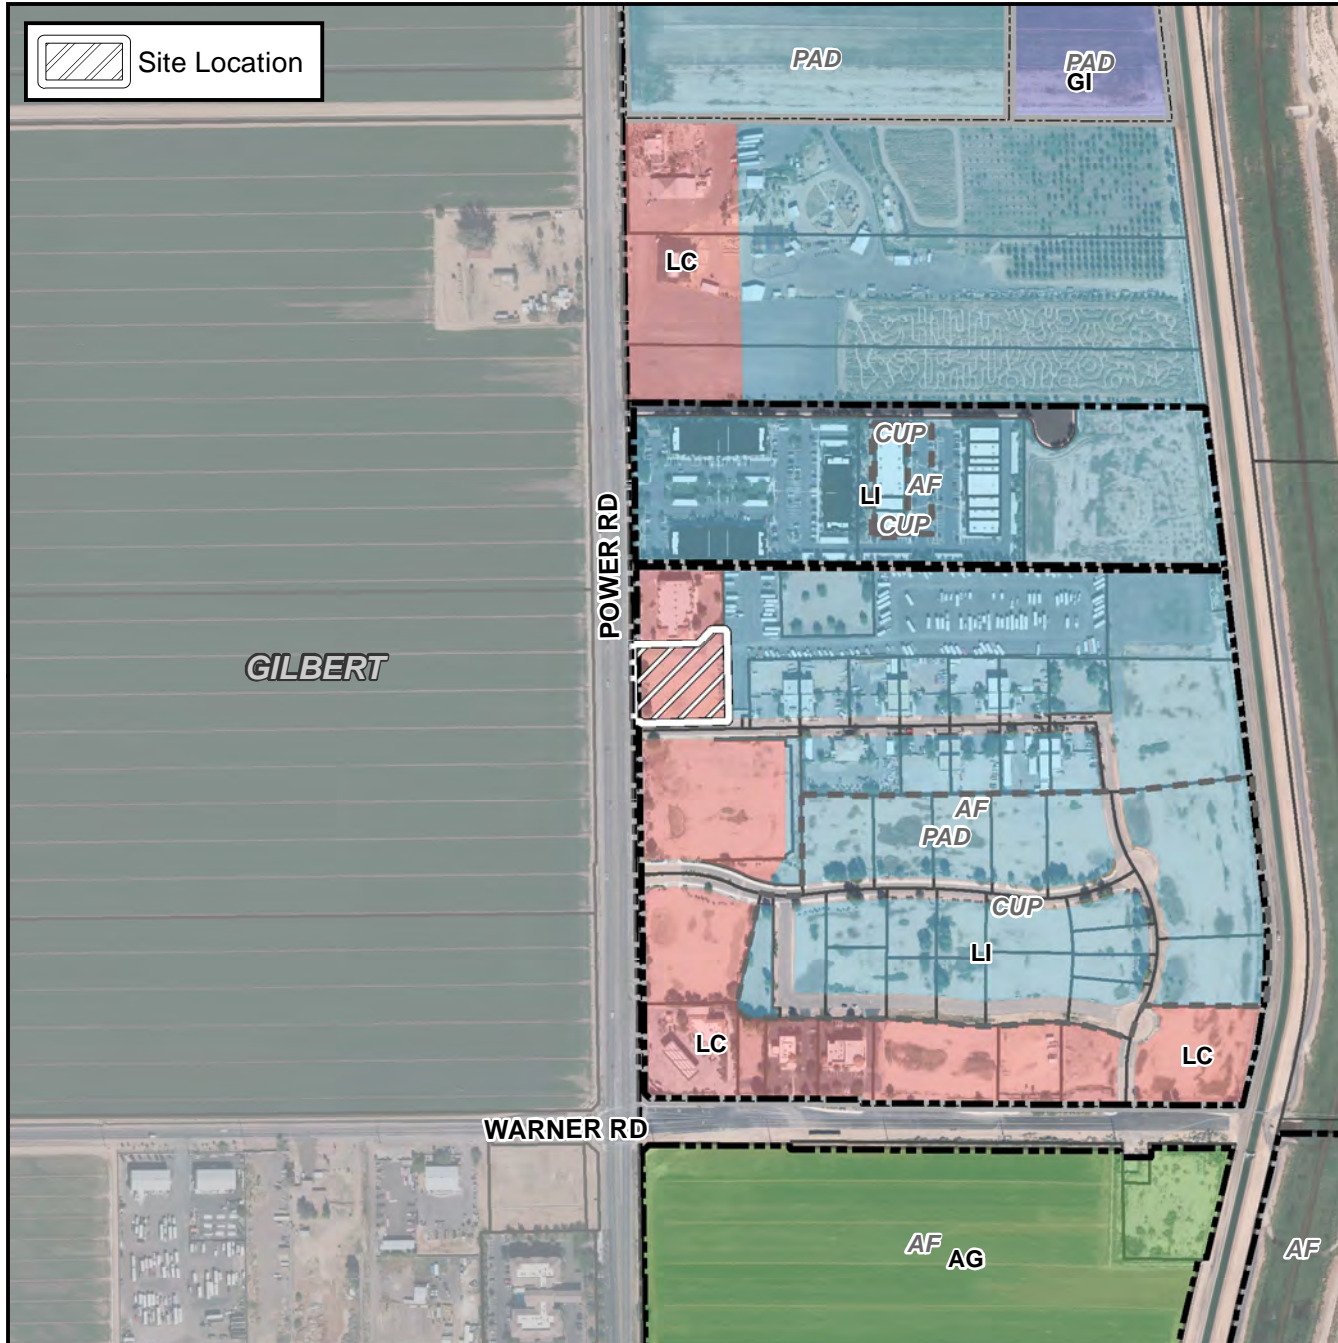 Site Location
PAD
PAD
GI
LC
CUP
AF
LI
CUP
POWER RD
GILBERT
AF
PAD
CUP
LI
LC
LC
WARNER RD
AF
AG
AF